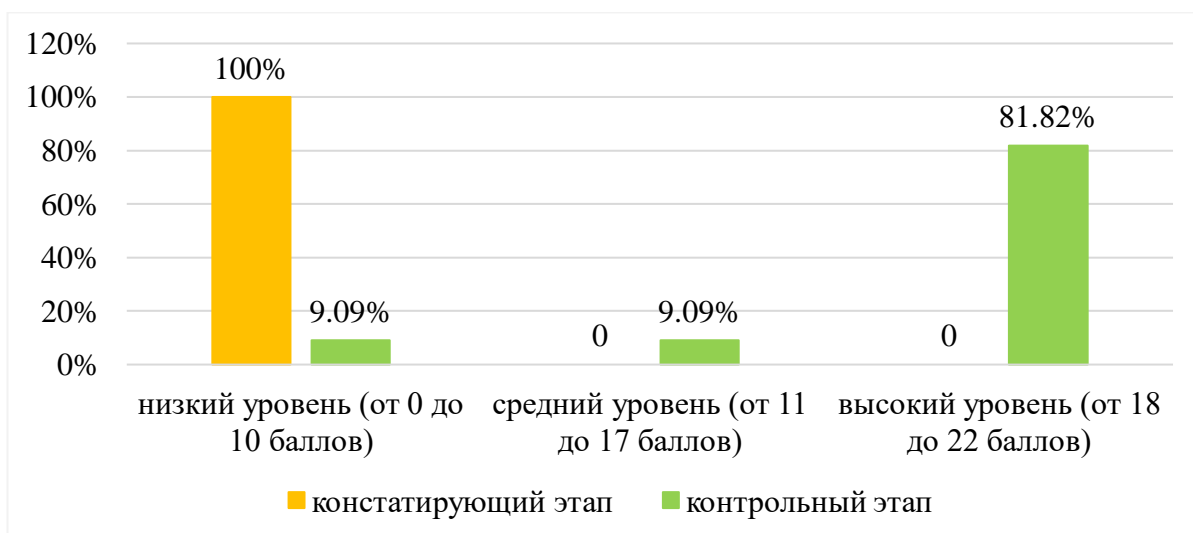 120%
100%
100%
81.82%
80%
60%
40%
20%
9.09%
0
9.09%
0
0%
низкий уровень (от 0 до
10 баллов)
средний уровень (от 11
до 17 баллов)
высокий уровень (от 18
до 22 баллов)
констатирующий этап
контрольный этап